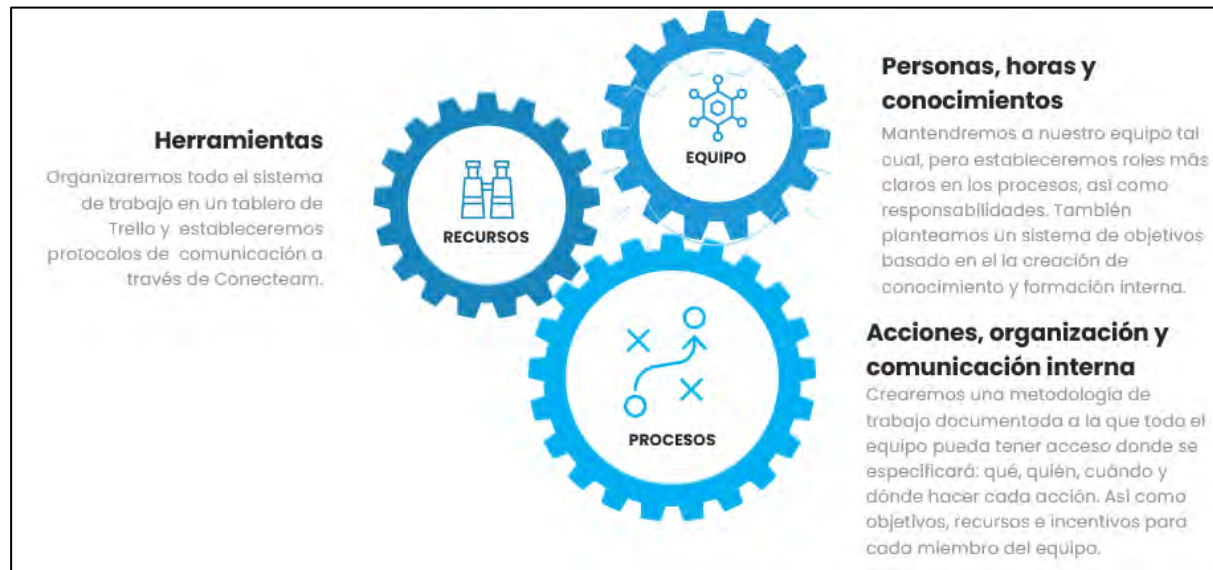 Herramientas
Organizaremos todo el sistema
de trabajo en un tablero de
Trello y estableceremos
protocolos de comunicación a
través de Conecteam.
RECURSOS
EQUIPO
PROCESOS
Personas, horas y
conocimientos
Mantendremos a nuestro equipo tal
cual, pero estableceremos roles más
claros en los procesos, así como
responsabilidades. También
planteamos un sistema de objetivos
basado en el la creación de
conocimiento y formación interna.
Acciones, organización y
comunicación interna
Crearemos una metodología de
trabajo documentada a la que todo el
equipo pueda tener acceso donde se
especificará: qué, quién, cuándo y
dónde hacer cada acción. Así como
objetivos, recursos e incentivos para
cada miembro del equipo.